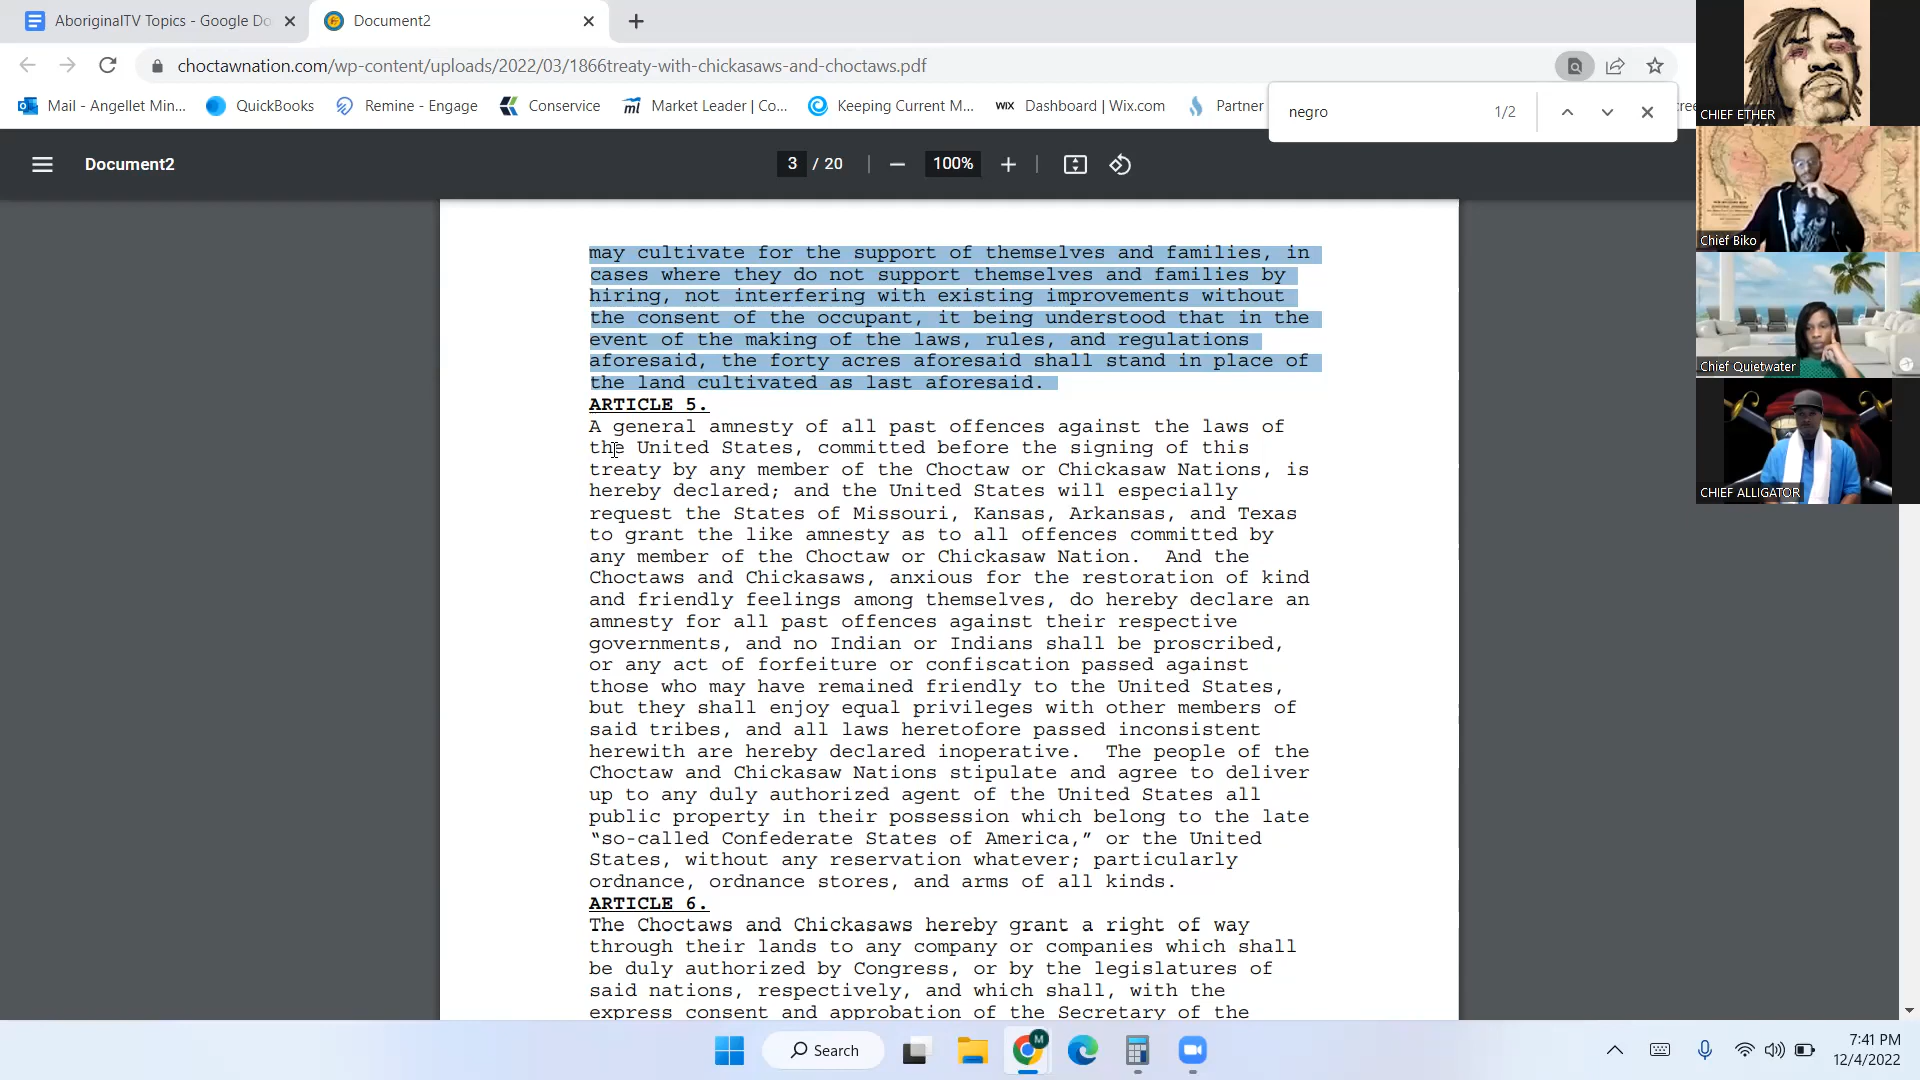 AboriginalTV Topics - Google Do
Document2
choctawnation.com/wp-content/uploads/2022/03/1866treaty-with-chickasaws-and-choctaws.pdf
Mail - Angellet Min...
QuickBooks
Remine - Engage
Conservice
Market Leader | Co...
Keeping Current M...
WIX Dashboard | Wix.com
Partner
negro 1/2
Document2
3 / 20
100%
may cultivate for the support of themselves and families, in
cases where they do not support themselves and families by
hiring, not interfering with existing improvements without
the consent of the occupant, it being understood that in the
event of the making of the laws, rules, and regulations
aforesaid, the forty acres aforesaid shall stand in place of
the land cultivated as last aforesaid.
ARTICLE 5.
A general amnesty of all past offences against the laws of
the United States, committed before the signing of this
treaty by any member of the Choctaw or Chickasaw Nations, is
hereby declared; and the United States will especially
request the States of Missouri, Kansas, Arkansas, and Texas
to grant the like amnesty as to all offences committed by
any member of the Choctaw or Chickasaw Nation. And the
Choctaws and Chickasaws, anxious for the restoration of kind
and friendly feelings among themselves, do hereby declare an
amnesty for all past offences against their respective
governments, and no Indian or Indians shall be proscribed,
or any act of forfeiture or confiscation passed against
those who may have remained friendly to the United States,
but they shall enjoy equal privileges with other members of
said tribes, and all laws heretofore passed inconsistent
herewith are hereby declared inoperative. The people of the
Choctaw and Chickasaw Nations stipulate and agree to deliver
up to any duly authorized agent of the United States all
public property in their possession which belong to the late
“so-called Confederate States of America,” or the United
States, without any reservation whatever; particularly
ordnance, ordnance stores, and arms of all kinds.
ARTICLE 6.
The Choctaws and Chickasaws hereby grant a right of way
through their lands to any company or companies which shall
be duly authorized by Congress, or by the legislatures of
said nations, respectively, and which shall, with the
express consent and approbation of the Secretary of the
CHIEF ETHER
Chief Biko
Chief Quietwater
CHIEF ALLIGATOR
Search
M
7:41 PM
12/4/2022